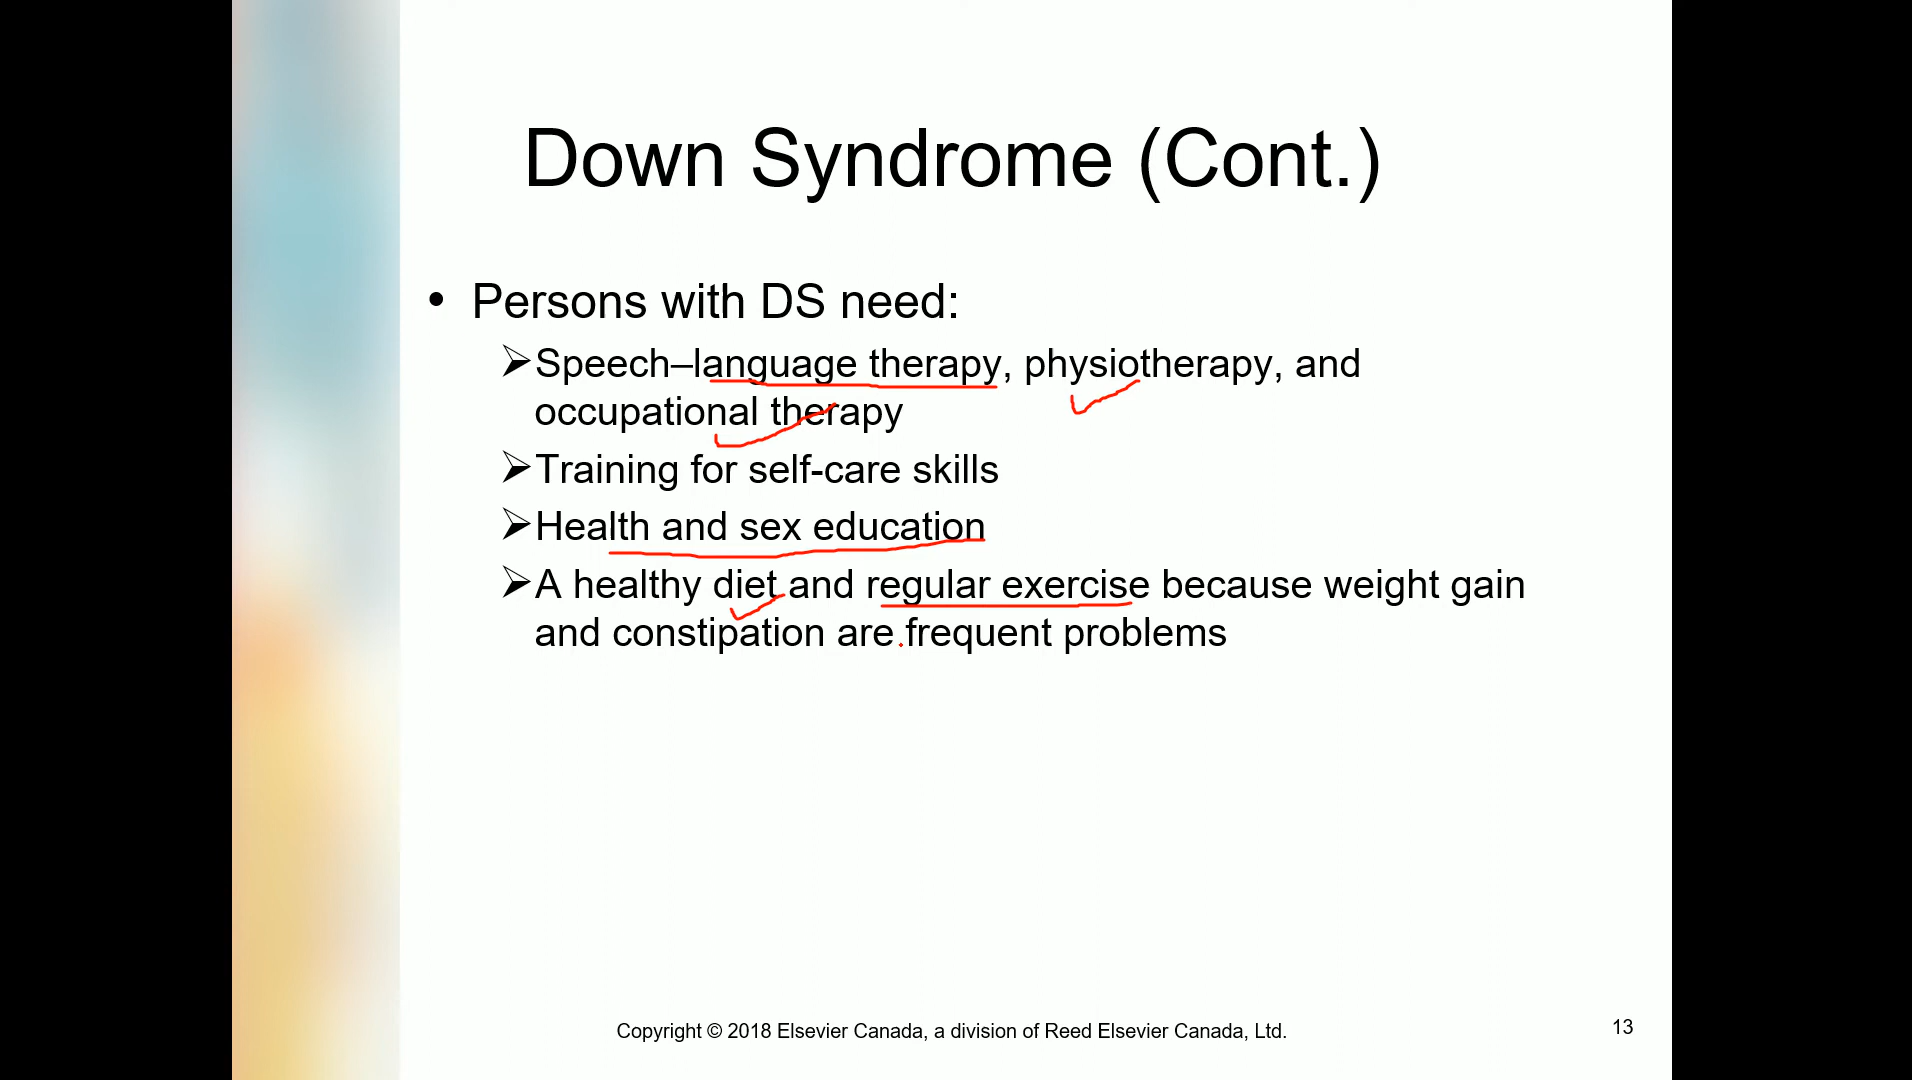 Down Syndrome (Cont.)
• Persons with DS need:
➢Speech–language therapy, physiotherapy, and
occupational therapy
➢Training for self-care skills
➢Health and sex education
➢A healthy diet and regular exercise because weight gain
and constipation are frequent problems
Copyright © 2018 Elsevier Canada, a division of Reed Elsevier Canada, Ltd.
13